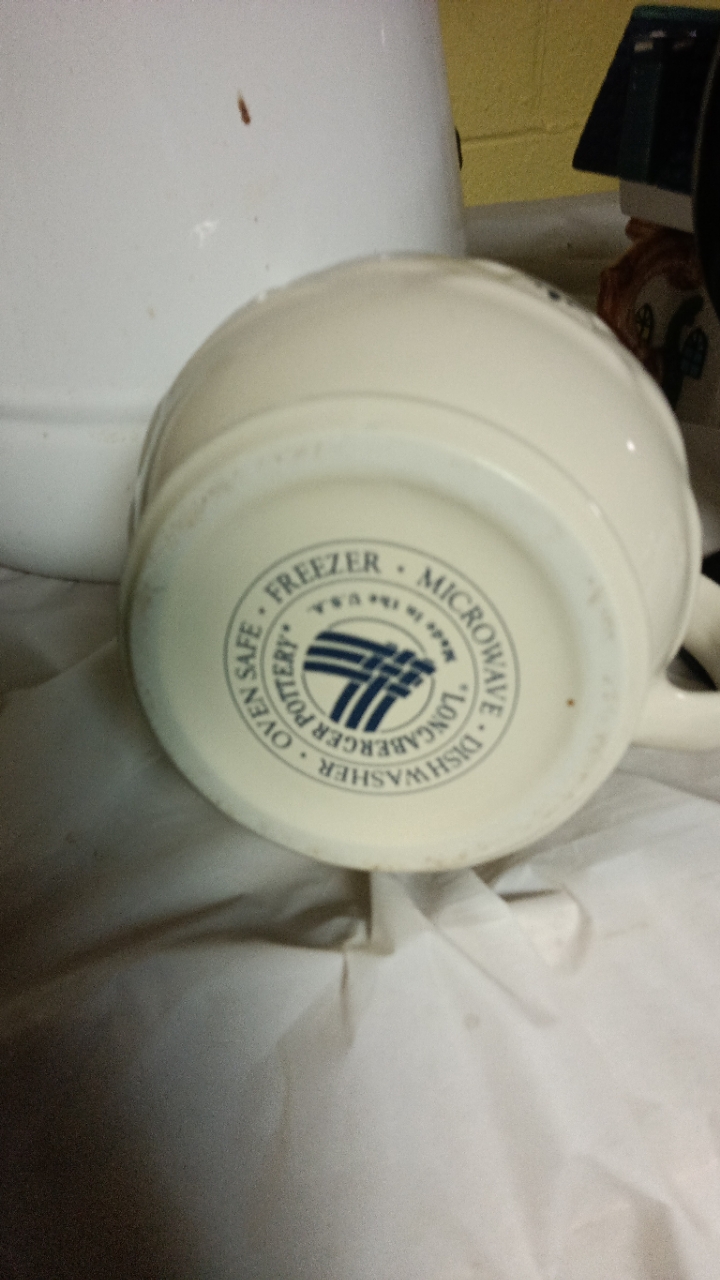 OVEN SAFE • FREEZER • MICROWAVE • DISHWASHER •
"LONGABERGER POTTERY"
Made in the U.S.A.